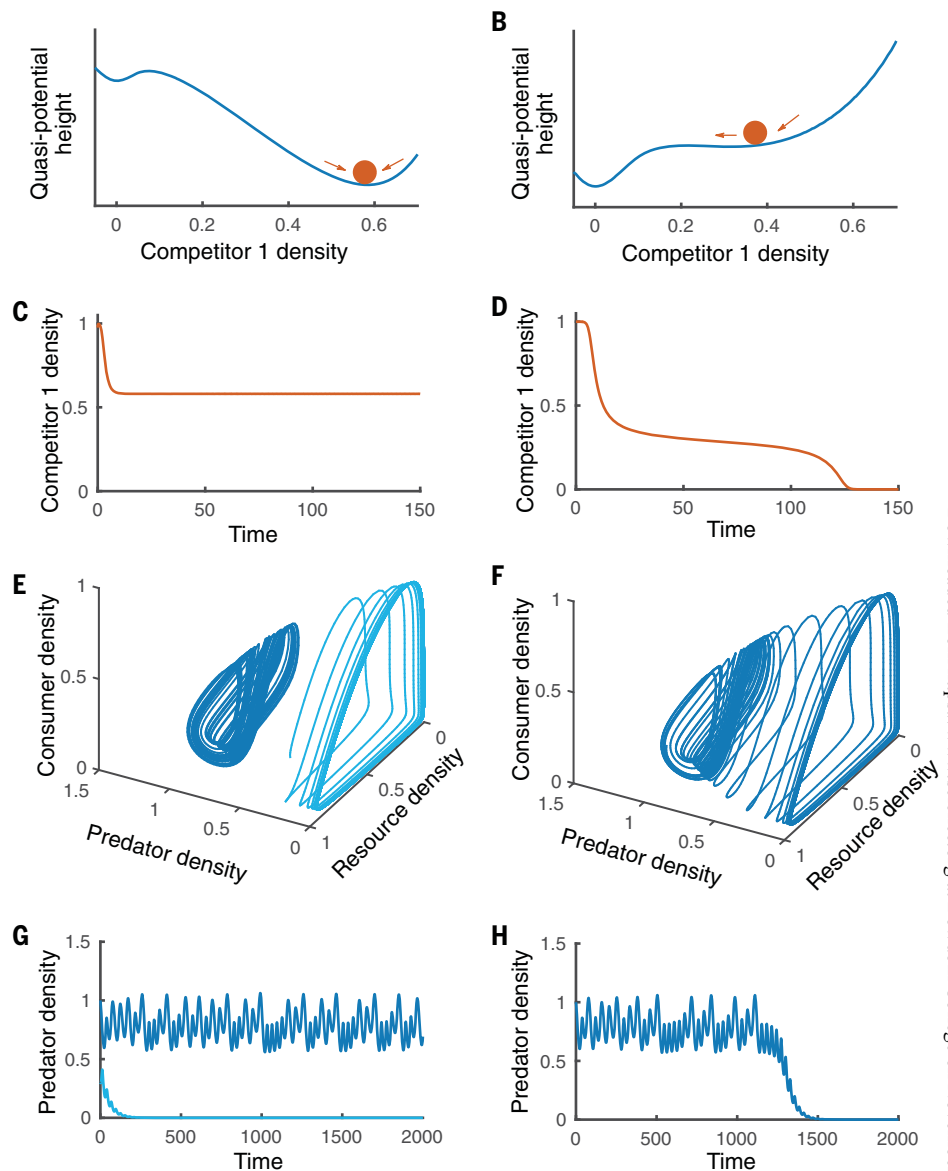 B
Quasi-potential
height
0
0.2
0.4
0.6
Competitor 1 density
Quasi-potential
height
0
0.2
0.4
0.6
Competitor 1 density
C
Competitor 1 density
1
0.5
0
0
50
100
150
Time
D
Competitor 1 density
1
0.5
0
0
50
100
150
Time
E
Consumer density
1
0.5
0
1.5
1
0.5
0
Predator density
1
0.5
0
Resource density
F
Consumer density
1
0.5
0
1.5
1
0.5
0
Predator density
1
0.5
0
Resource density
G
Predator density
1.5
1
0.5
0
0
500
1000
1500
2000
Time
H
Predator density
1.5
1
0.5
0
0
500
1000
1500
2000
Time